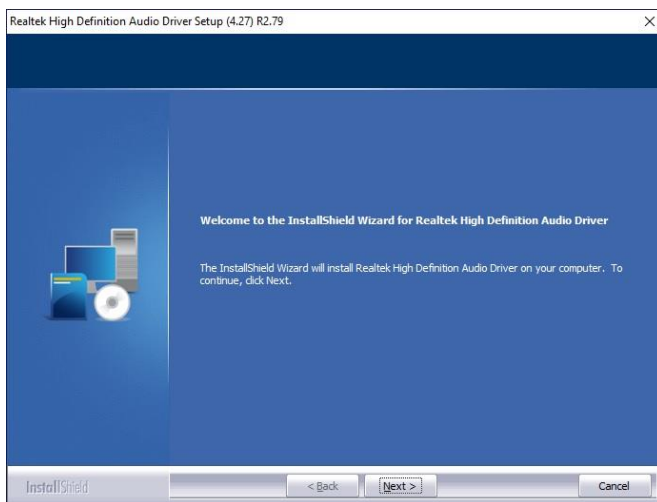 Realtek High Definition Audio Driver Setup (4.27) R2.79
Welcome to the InstallShield Wizard for Realtek High Definition Audio Driver
The InstallShield Wizard will install Realtek High Definition Audio Driver on your computer. To
continue, click Next.
InstallShield
< Back
Next >
Cancel